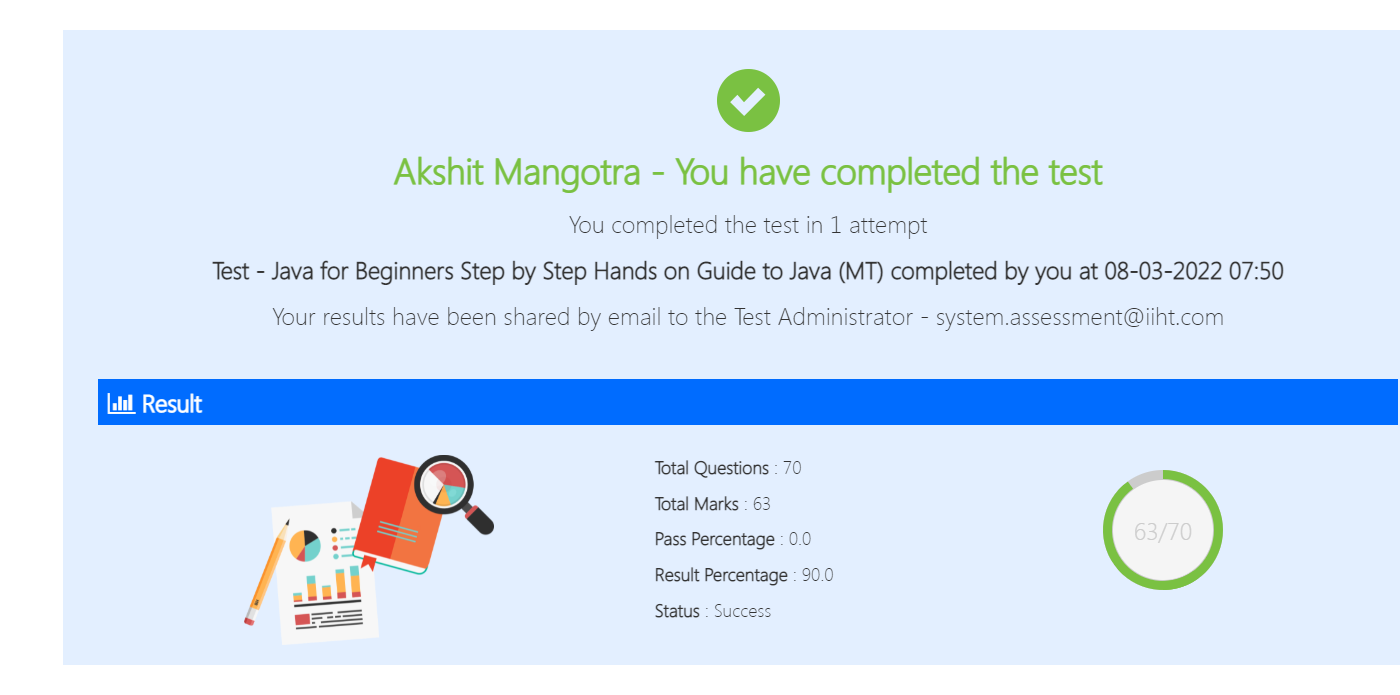 Akshit Mangotra - You have completed the test
You completed the test in 1 attempt
Test - Java for Beginners Step by Step Hands on Guide to Java (MT) completed by you at 08-03-2022 07:50
Your results have been shared by email to the Test Administrator - system.assessment@iiht.com
Result
Total Questions : 70
Total Marks : 63
Pass Percentage : 0.0
Result Percentage : 90.0
Status : Success
63/70